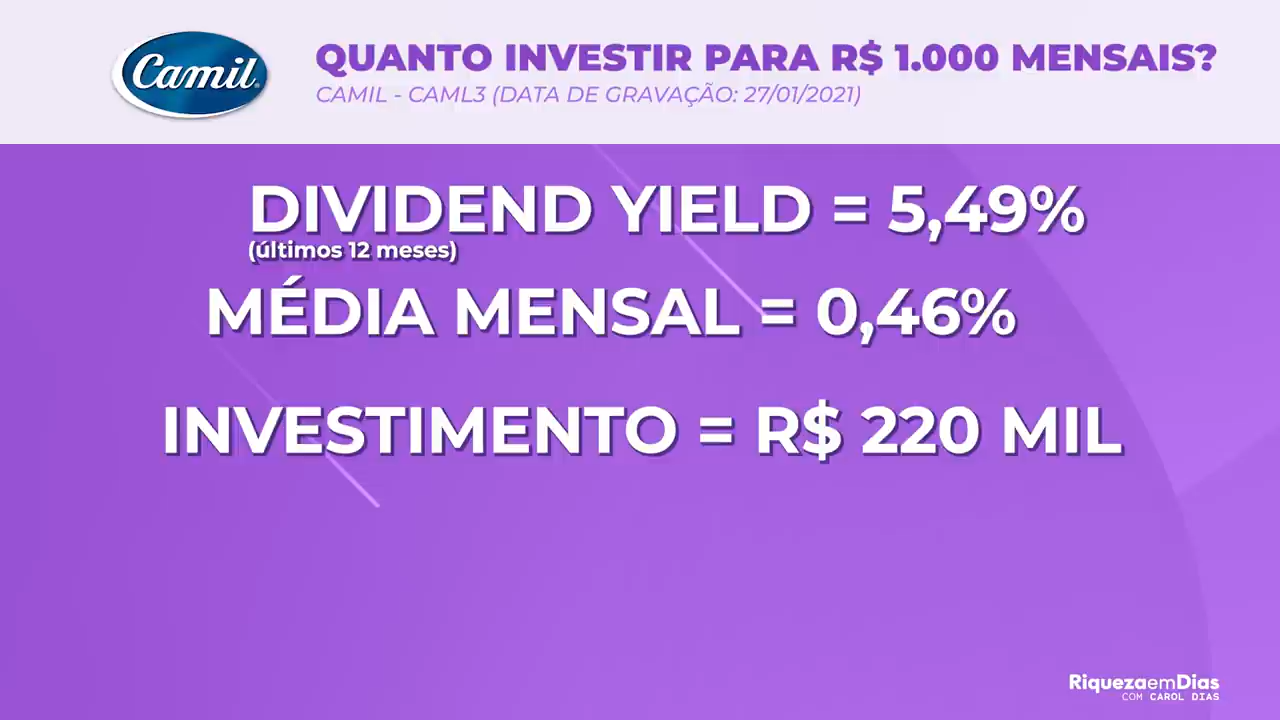 Camil
QUANTO INVESTIR PARA R$ 1.000 MENSAIS?
CAMIL - CAML3 (DATA DE GRAVAÇÃO: 27/01/2021)
DIVIDEND YIELD = 5,49%
(últimos 12 meses)
MÉDIA MENSAL = 0,46%
INVESTIMENTO = R$ 220 MIL
RiquezaemDias
COM CAROL DIAS